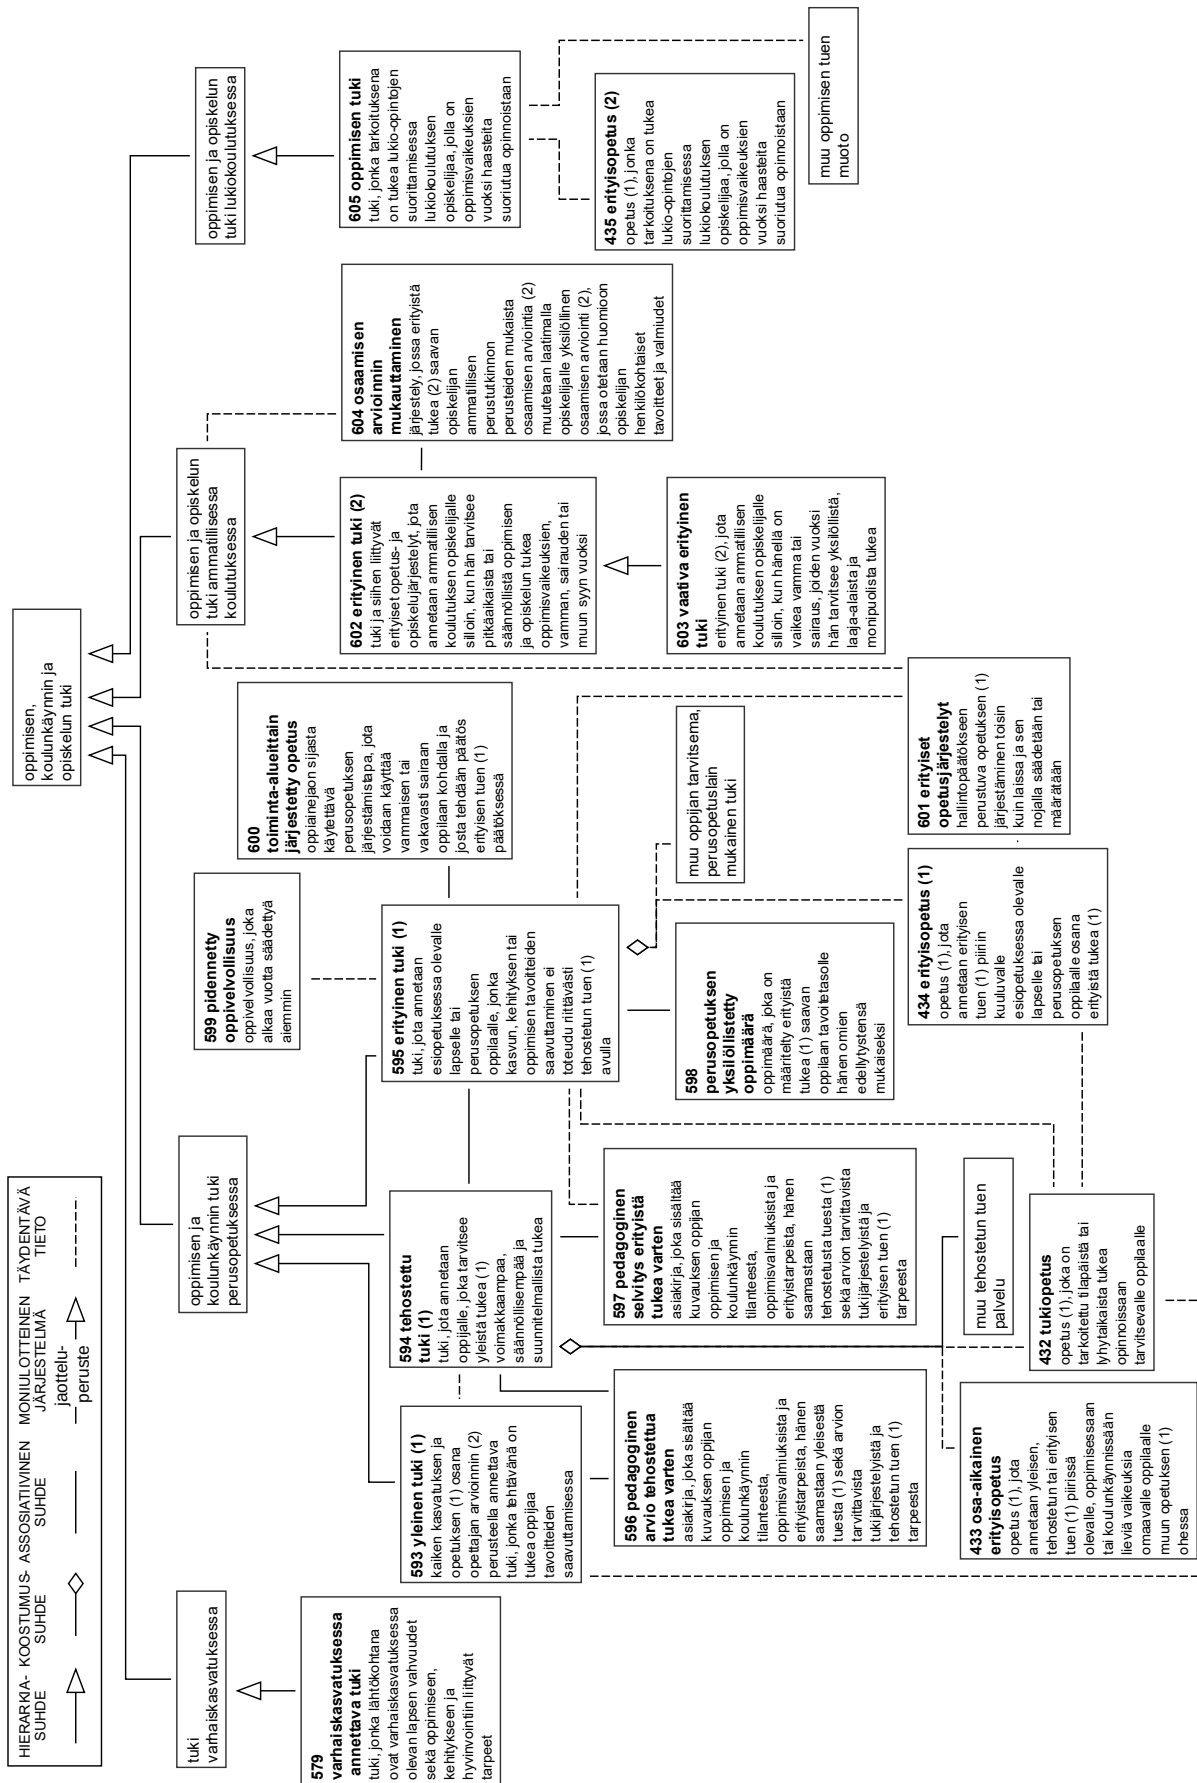 HIERARKIA-
SUHDE
KOOSTUMUS-
SUHDE
ASSOSIATIIVINEN
SUHDE
MONIULOTTEINEN
JÄRJESTELMÄ
jaottelu-
peruste
TÄYDENTÄVÄ
TIETO
oppimisen,
koulunkäynnin ja
opiskelun tuki
tuki
varhaiskasvatuksessa
oppimisen ja
koulunkäynnin tuki
perusopetuksessa
oppimisen ja opiskelun
tuki ammatillisessa
koulutuksessa
oppimisen ja opiskelun
tuki lukiokoulutuksessa
579
varhaiskasvatuksessa
annettava tuki
tuki, jonka lähtökohtana
ovat varhaiskasvatuksessa
olevan lapsen vahvuudet
sekä oppimiseen,
kehitykseen ja
hyvinvointiin liittyvät
tarpeet
593 yleinen tuki (1)
kaiken kasvatuksen ja
opetuksen (1) osana
opettajan arvioinnin (2)
perusteella annettava
tuki, jonka tehtävänä on
tukea oppijaa
tavoitteiden
saavuttamisessa
594 tehostettu
tuki (1)
tuki, jota annetaan
oppijalle, joka tarvitsee
yleistä tukea (1)
voimakkaampaa,
säännöllisempää ja
suunnitelmallista tukea
595 erityinen tuki (1)
tuki, jota annetaan
esiopetuksessa olevalle
lapselle tai
perusopetuksen
oppilaalle, jonka
kasvun, kehityksen tai
oppimisen tavoitteiden
saavuttaminen ei
toteudu riittävästi
tehostetun tuen (1)
avulla
599 pidennetty
oppivelvollisuus
oppivelvollisuus, joka
alkaa vuotta säädettyä
aiemmin
600
toiminta-alueittain
järjestetty opetus
oppiainejaon sijasta
käytettävä
perusopetuksen
järjestämistapa, jota
voidaan käyttää
vammaisen tai
vakavasti sairaan
oppilaan kohdalla ja
josta tehdään päätös
erityisen tuen (1)
päätöksessä
602 erityinen tuki (2)
tuki ja siihen liittyvät
erityiset opetus- ja
opiskelujärjestelyt, jota
annetaan ammatillisen
koulutuksen opiskelijalle
silloin, kun hän tarvitsee
pitkäaikaista tai
säännöllistä oppimisen
ja opiskelun tukea
oppimisvaikeuksien,
vamman, sairauden tai
muun syyn vuoksi
604 osaamisen
arvioinnin
mukauttaminen
järjestely, jossa erityistä
tukea (2) saavan
opiskelijan
ammatillisen
perustutkinnon
perusteiden mukaista
osaamisen arviointia (2)
muutetaan laatimalla
opiskelijalle yksilöllinen
osaamisen arviointi (2),
jossa otetaan huomioon
opiskelijan
henkilökohtaiset
tavoitteet ja valmiudet
605 oppimisen tuki
tuki, jonka tarkoituksena
on tukea lukio-opintojen
suorittamisessa
lukiokoulutuksen
opiskelijaa, jolla on
oppimisvaikeuksien
vuoksi haasteita
suoriutua opinnoistaan
596 pedagoginen
arvio tehostettua
tukea varten
asiakirja, joka sisältää
kuvauksen oppijan
oppimisen ja
koulunkäynnin
tilanteesta,
oppimisvalmiuksista ja
erityistarpeista, hänen
saamastaan yleisestä
tuesta (1) sekä arvion
tarvittavista
tukijärjestelyistä ja
tehostetun tuen (1)
tarpeesta
597 pedagoginen
selvitys erityistä
tukea varten
asiakirja, joka sisältää
kuvauksen oppijan
oppimisen ja
koulunkäynnin
tilanteesta,
oppimisvalmiuksista ja
erityistarpeista, hänen
saamastaan
tehostetusta tuesta (1)
sekä arvion tarvittavista
tukijärjestelyistä ja
erityisen tuen (1)
tarpeesta
598
perusopetuksen
yksilöllistetty
oppimäärä
oppimäärä, joka on
määritelty erityistä
tukea (1) saavan
oppilaan tavoitetasolle
hänen omien
edellytystensä
mukaiseksi
muu oppijan tarvitsema,
perusopetuslain
mukainen tuki
603 vaativa erityinen
tuki
erityinen tuki (2), jota
annetaan ammatillisen
koulutuksen opiskelijalle
silloin, kun hänellä on
vaikea vamma tai
sairaus, joiden vuoksi
hän tarvitsee yksilöllistä,
laaja-alaista ja
monipuolista tukea
435 erityisopetus (2)
opetus (1), jonka
tarkoituksena on tukea
lukio-opintojen
suorittamisessa
lukiokoulutuksen
opiskelijaa, jolla on
oppimisvaikeuksien
vuoksi haasteita
suoriutua opinnoistaan
muu oppimisen tuen
muoto
433 osa-aikainen
erityisopetus
opetus (1), jota
annetaan yleisen,
tehostetun tai erityisen
tuen (1) piirissä
olevalle, oppimisessaan
tai koulunkäynnissään
lieviä vaikeuksia
omaavalle oppilaalle
muun opetuksen (1)
ohessa
432 tukiopetus
opetus (1), joka on
tarkoitettu tilapäistä tai
lyhytaikaista tukea
opinnoissaan
tarvitsevalle oppilaalle
muu tehostetun tuen
palvelu
434 erityisopetus (1)
opetus (1), jota
annetaan erityisen
tuen (1) piiriin
kuuluvalle
esiopetuksessa olevalle
lapselle tai
perusopetuksen
oppilaalle osana
erityistä tukea (1)
601 erityiset
opetusjärjestelyt
hallintopäätökseen
perustuva opetuksen (1)
järjestäminen toisin
kuin laissa ja sen
nojalla säädetään tai
määrätään